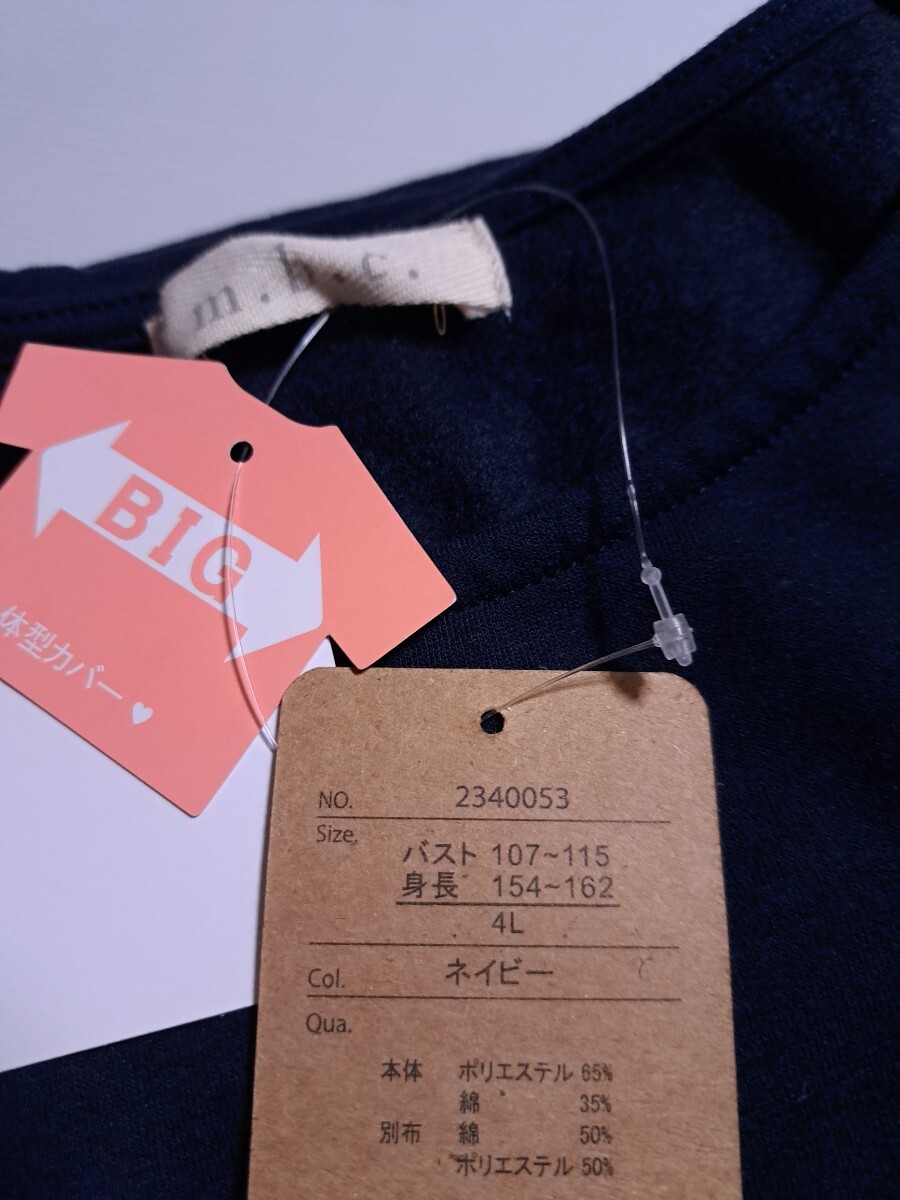 m.b.c.
BIG
体型カバー♥
NO. 2340053
Size.
バスト 107~115
身長 154~162
4L
Col. ネイビー
Qua.
本体 ポリエステル 65%
綿 35%
別布 綿 50%
ポリエステル 50%